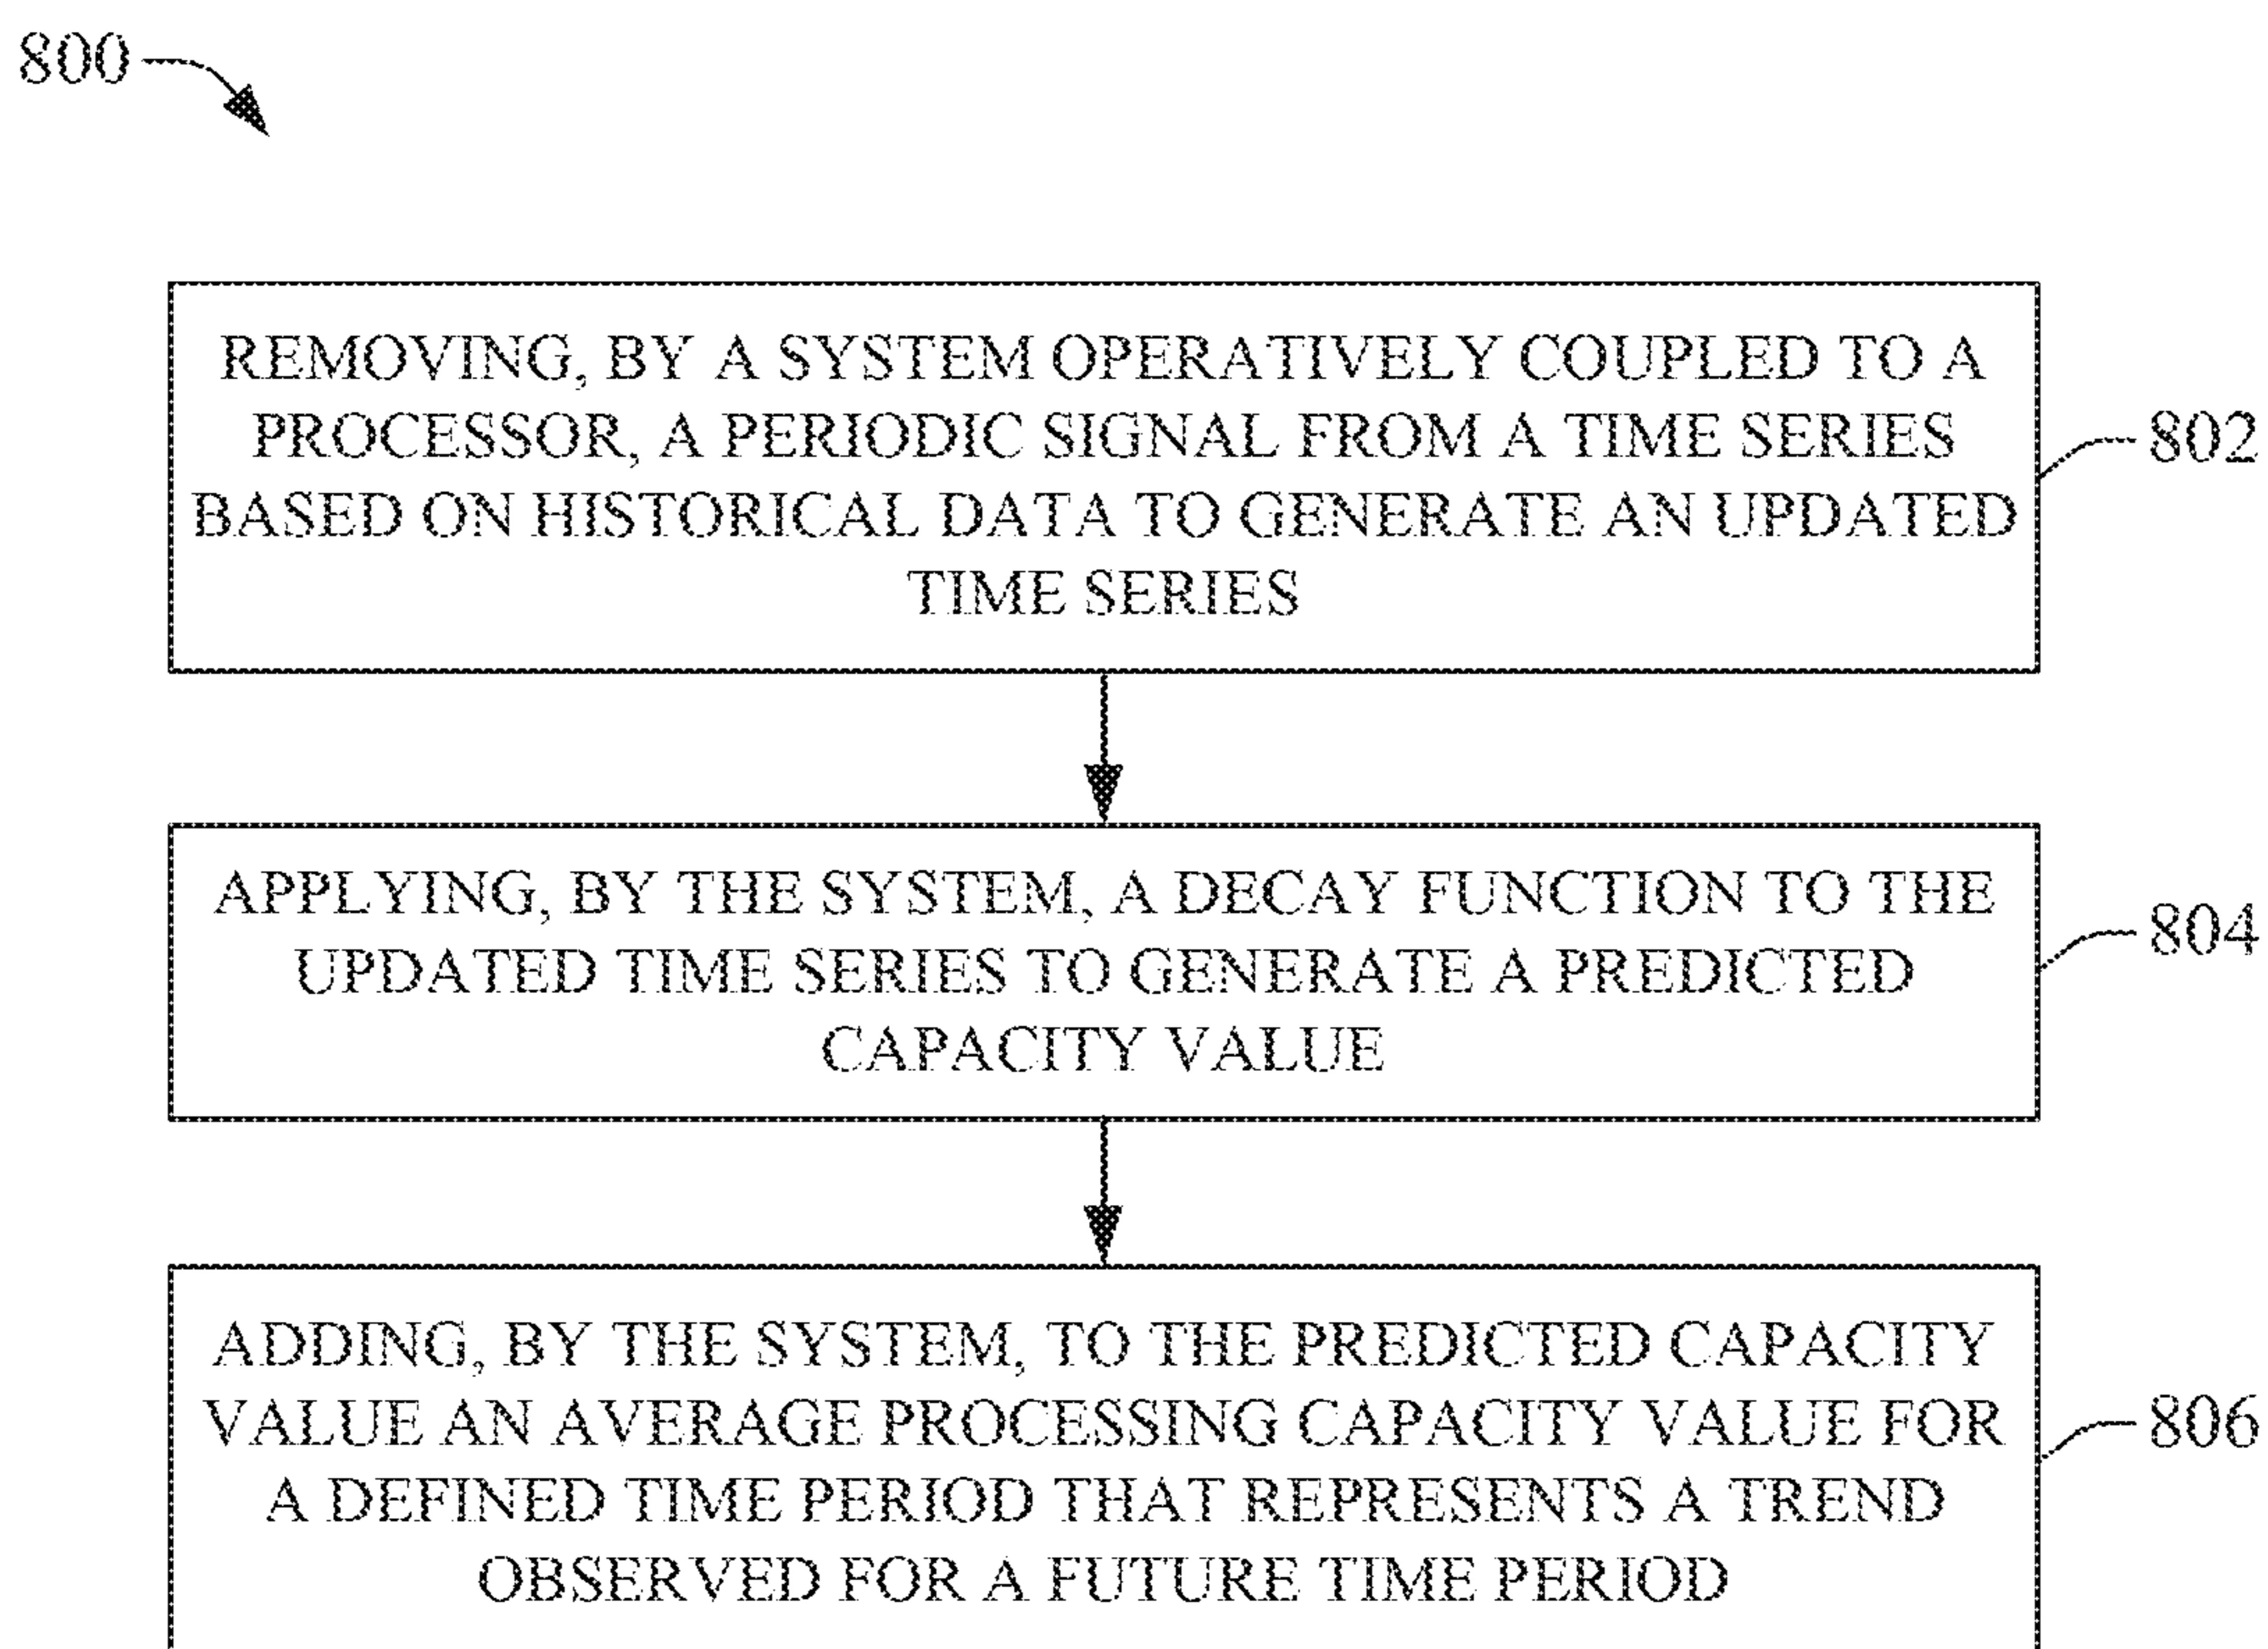 800
REMOVING, BY A SYSTEM OPERATIVELY COUPLED TO A
PROCESSOR, A PERIODIC SIGNAL FROM A TIME SERIES
BASED ON HISTORICAL DATA TO GENERATE AN UPDATED
TIME SERIES
802
APPLYING, BY THE SYSTEM, A DECAY FUNCTION TO THE
UPDATED TIME SERIES TO GENERATE A PREDICTED
CAPACITY VALUE
804
ADDING, BY THE SYSTEM, TO THE PREDICTED CAPACITY
VALUE AN AVERAGE PROCESSING CAPACITY VALUE FOR
A DEFINED TIME PERIOD THAT REPRESENTS A TREND
OBSERVED FOR A FUTURE TIME PERIOD
806